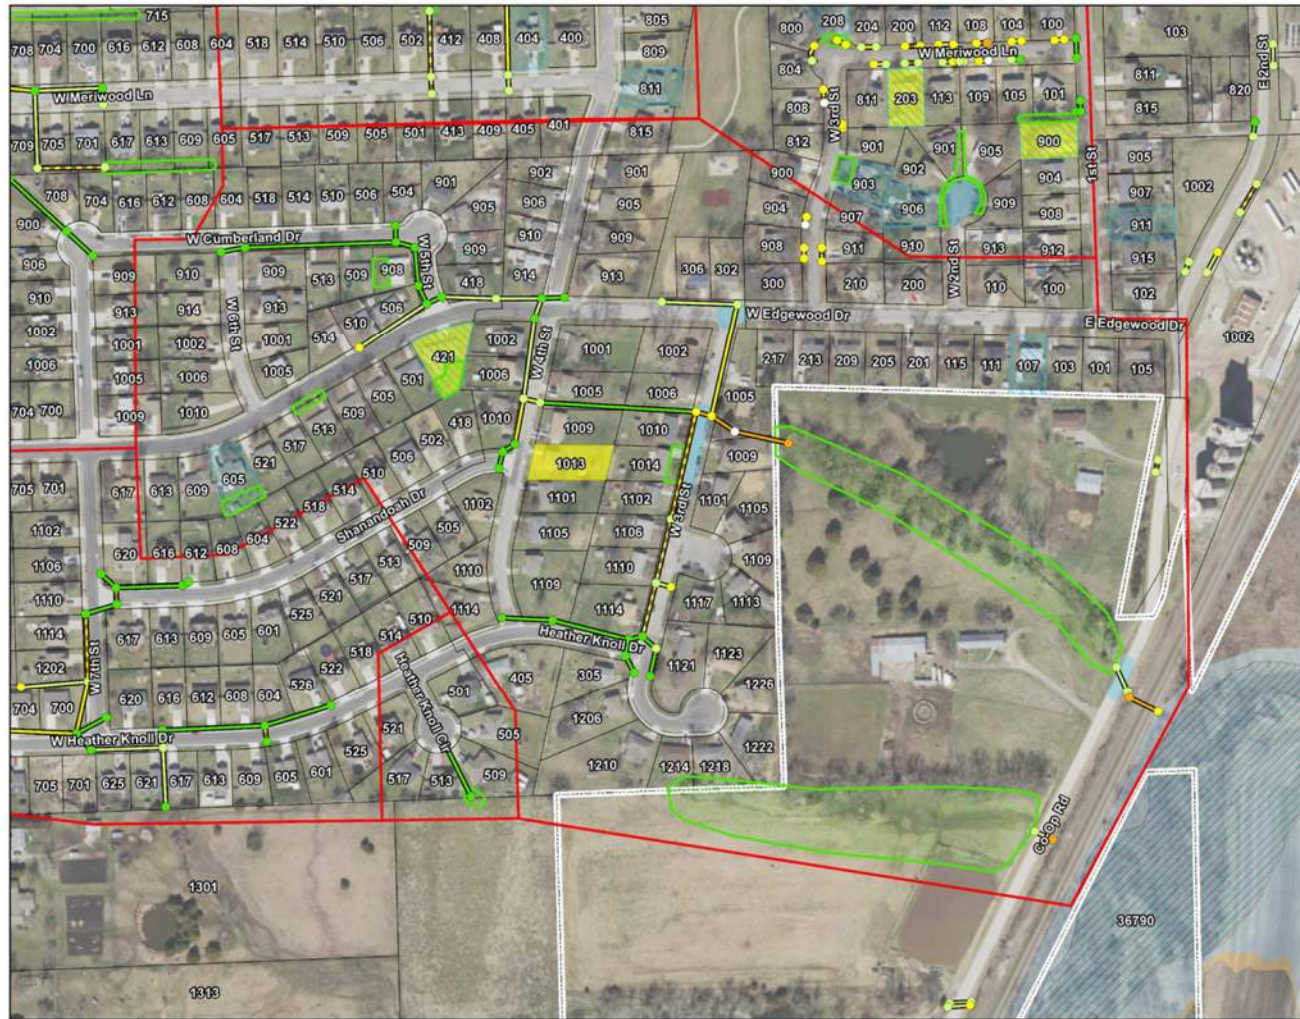 715 805
708 704 700 616 612 608 604 518 514 510 506 502 412 408 404 400
809
W Meriwood Ln
811
709 705 701 617 613 609 605 517 513 509 505 501 413 409 405 401 815
800 208 204 200 112 108 104 100
W Meriwood Ln
804
W 3rd St
808 811 203 113 109 105 101
812 901 902 901 905 900
1st St
103
E 2nd St
811 820
815
905
907 1002
911
915
102
904
908
912
903
906 909
907
910 913
W 2nd St
900
904
908 911
300 210 200 110 100
306 302
708 704 616 612 608 604 518 514 510 506 504 901
902 901
905 906 905
909 910 909
914 913
W Cumberland Dr
W 5th St
900
906 909 910 909 513 509 908
418
910 913 914 913 506
W 6th St
510
514
1002 1001 1002 1001
1006 1005 1006 1005
1009 1010
704 700
W Edgewood Dr
E Edgewood Dr
1002
421 1002 1001 1002
W 4th St
217 213 209 205 201 115 111 107 103 101 105
501 1006 1005 1006 1005
505
509 418 1010 1009 1010 1009
513 502
517 506
521 510
1013 1014
705 701 617 613 609 605
514
518
522
604
608
612
616
620
Shanandoah Dr
1102 1101 1102 1101
W 3rd St
1105
1102 505 1105 1106
509 1109
1106 513 1110 1109 1110
517
1110 521 1114 1114 1117 1113
525
1114 617 613 609 605 601 510
514
518
Heather Knoll Dr
1202 W 7th St
522 305 1121 1123
704 700 620 616 612 608 604 526
Heather Knoll Cir
501 405 1226
W Heather Knoll Dr
521 505 1206
1222
525
705 701 625 621 617 613 609 605 601 517 513 509 1210 1214 1218
Co-Op Rd
1301
36790
1313